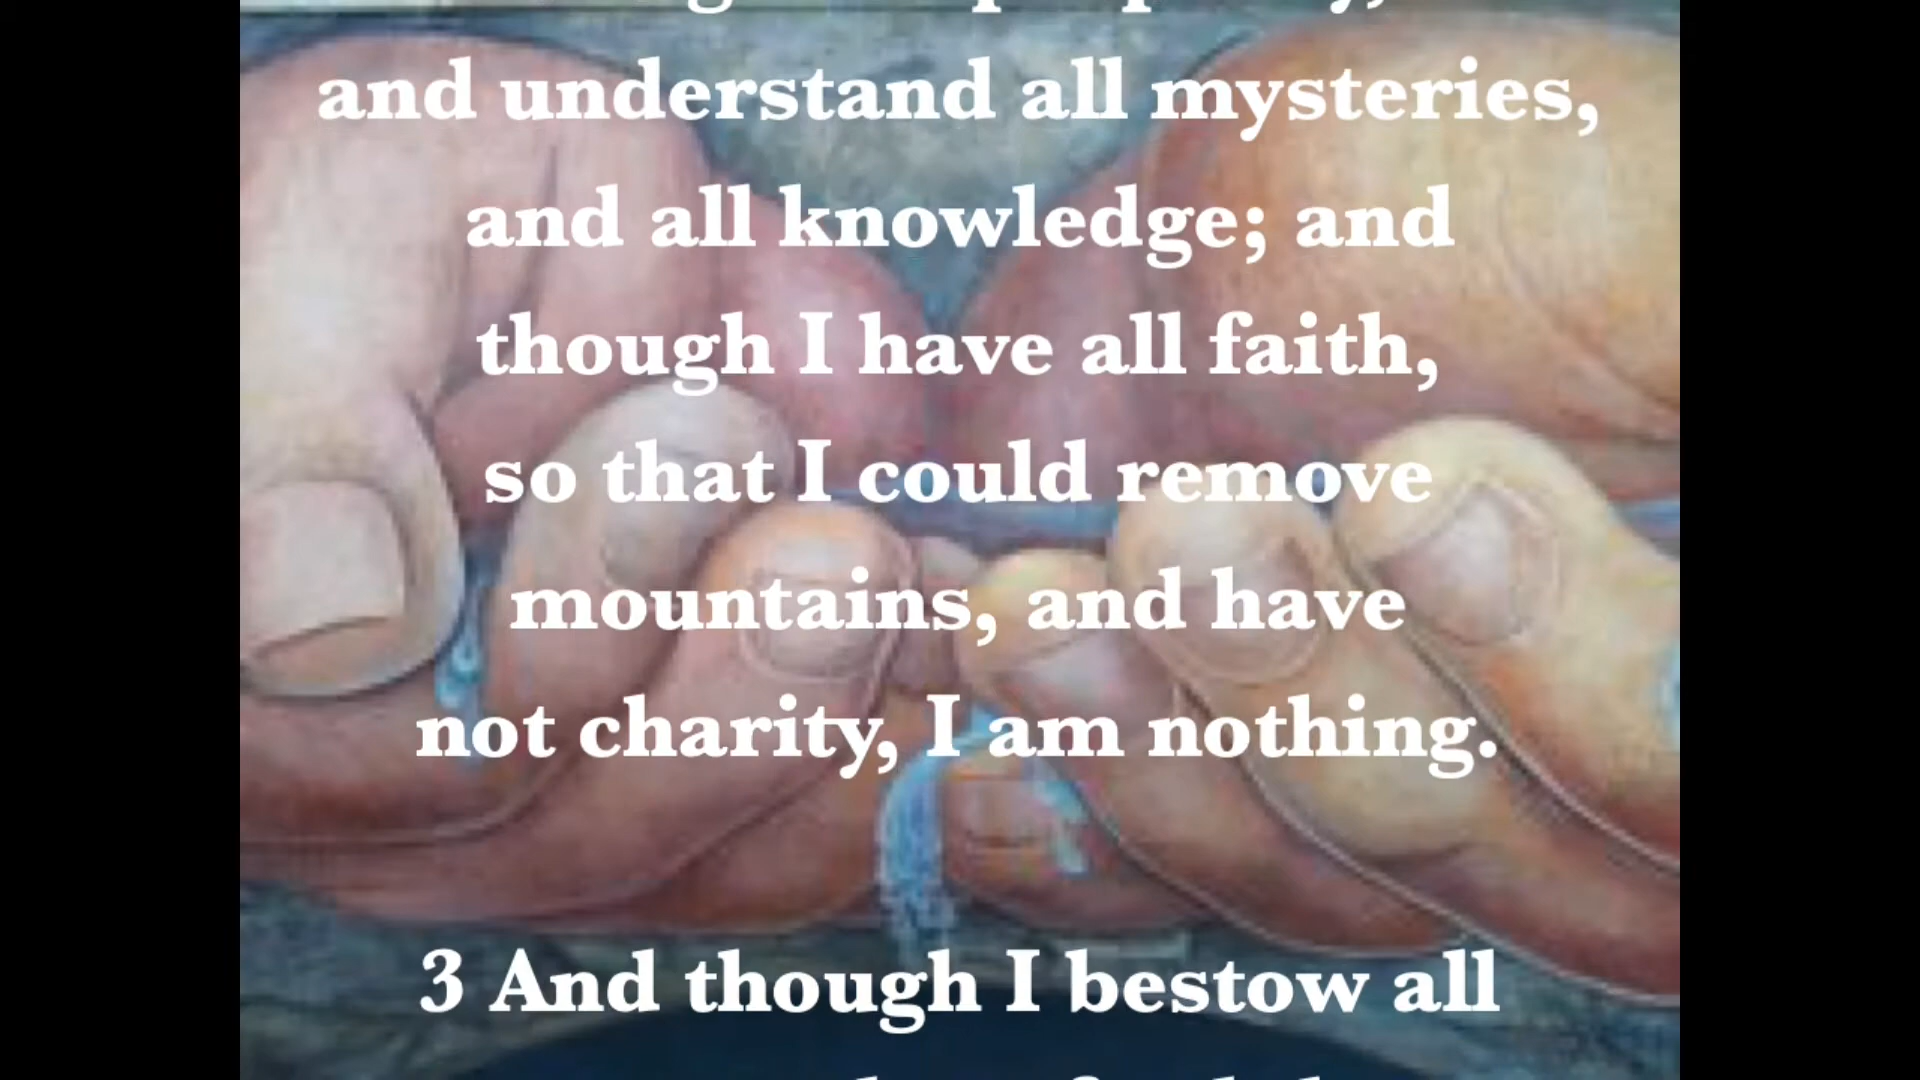 and understand all mysteries,
and all knowledge; and
though I have all faith,
so that I could remove
mountains, and have
not charity, I am nothing.
3 And though I bestow all